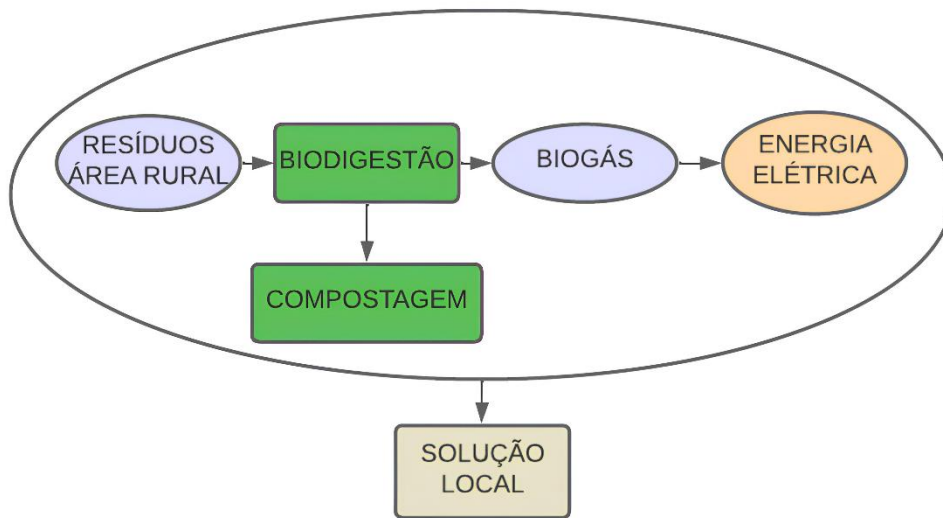 RESÍDUOS
ÁREA RURAL
BIODIGESTÃO
BIOGÁS
ENERGIA
ELÉTRICA
COMPOSTAGEM
SOLUÇÃO
LOCAL